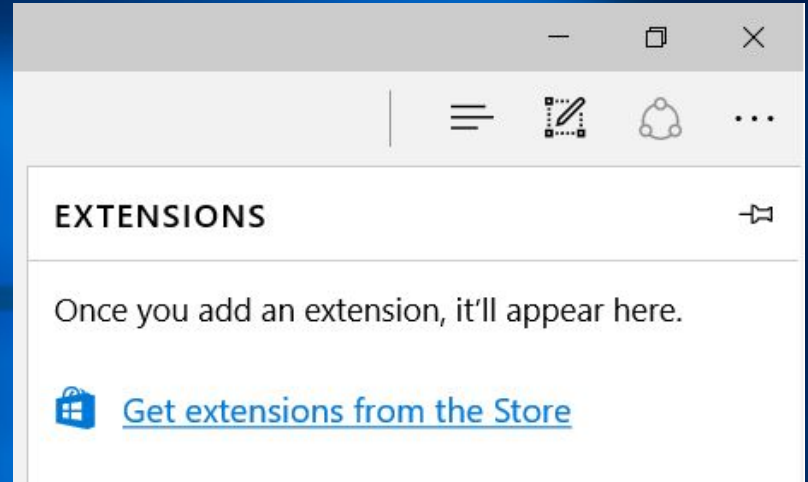 EXTENSIONS
Once you add an extension, it'll appear here.
Get extensions from the Store